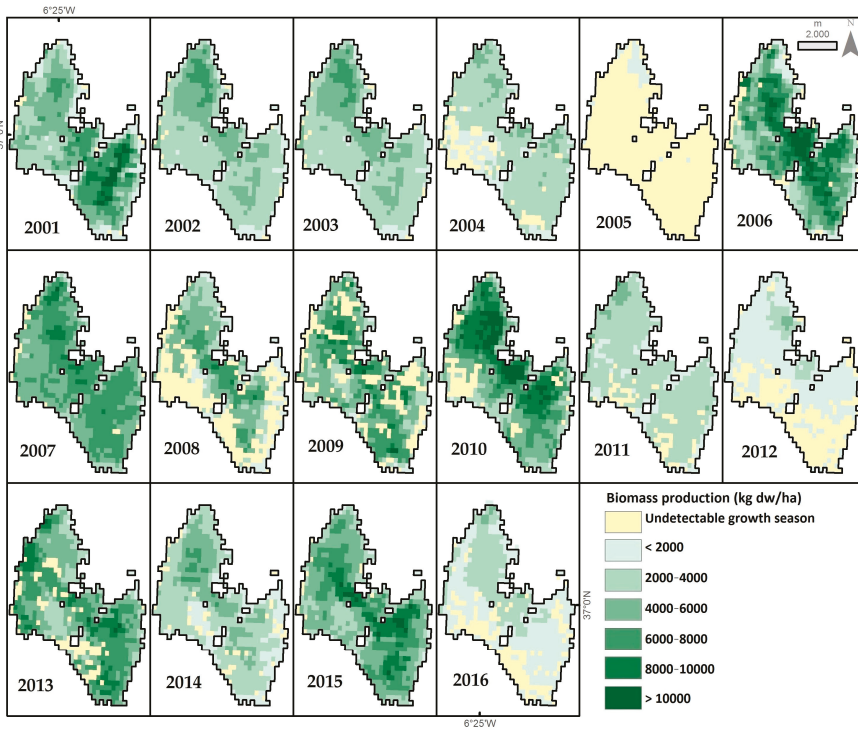 6°25'W
N
m
2.000
37°0'N
2001
2002
2003
2004
2005
2006
2007
2008
2009
2010
2011
2012
Biomass production (kg dw/ha)
Undetectable growth season
< 2000
2000-4000
4000-6000
6000-8000
8000-10000
> 10000
37°0'N
2013
2014
2015
2016
6°25'W